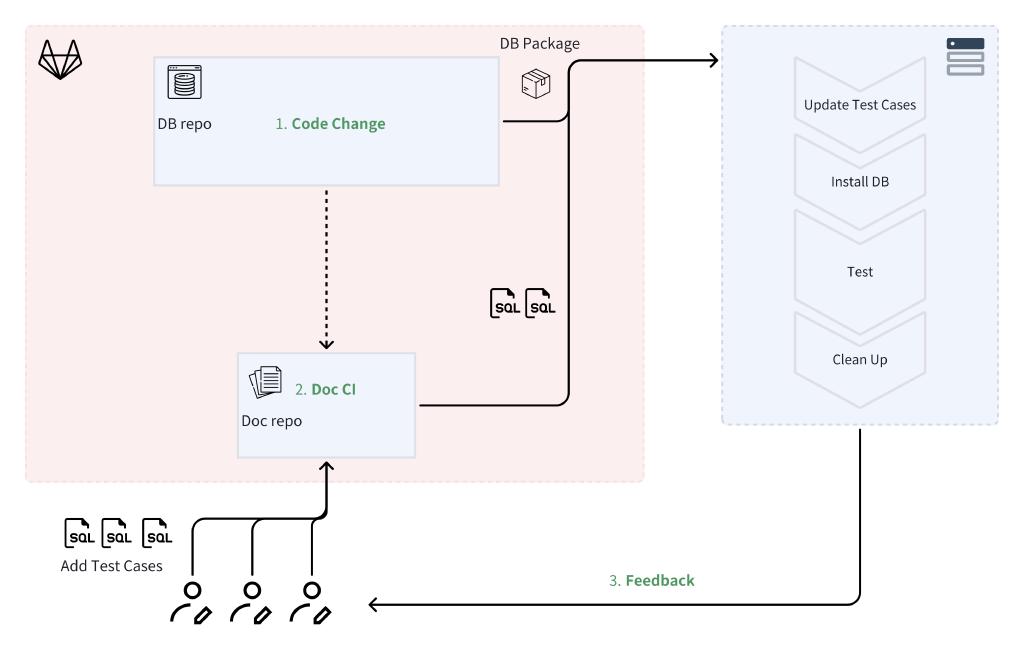 DB Package
DB repo
1. Code Change
SQL SQL
2. Doc CI
Doc repo
Update Test Cases
Install DB
Test
Clean Up
SQL SQL SQL
Add Test Cases
3. Feedback